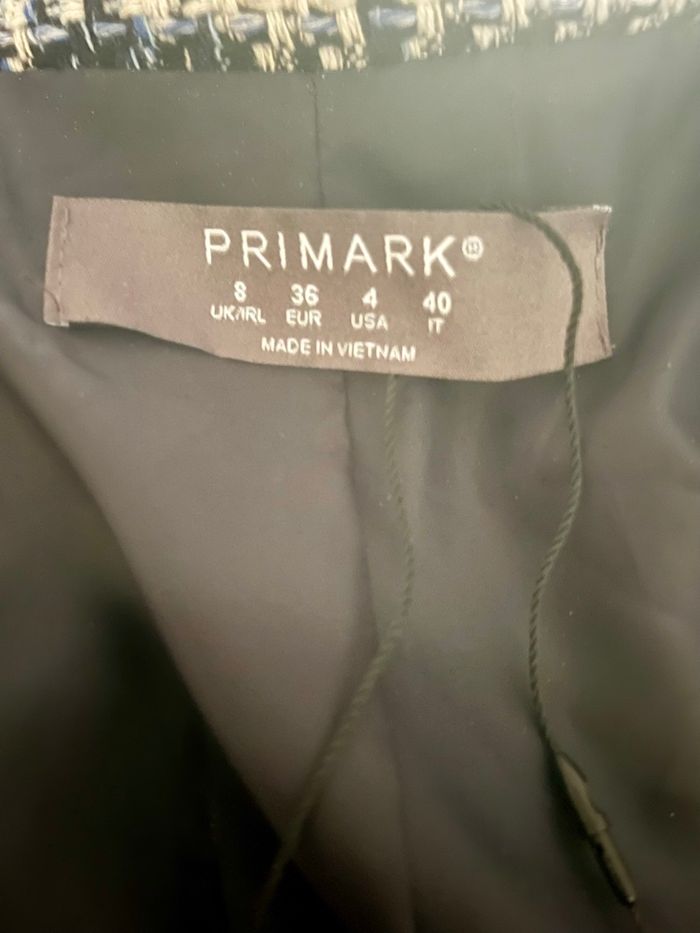 PRIMARK®
8 36 4 40
UK/IRL EUR USA IT
MADE IN VIETNAM